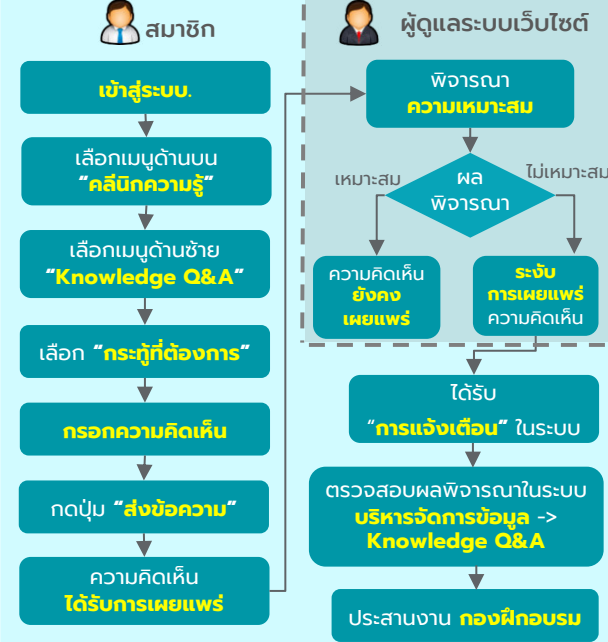 สมาชิก
เข้าสู่ระบบ.
เลือกเมนูด้านบน
“คลีนิกความรู้”
เลือกเมนูด้านซ้าย
“Knowledge Q&A”
เลือก “กระทู้ที่ต้องการ”
กรอกความคิดเห็น
กดปุ่ม “ส่งข้อความ”
ความคิดเห็น
ได้รับการเผยแพร่
ผู้ดูแลระบบเว็บไซต์
พิจารณา
ความเหมาะสม
ผล
พิจารณา
เหมาะสม
ไม่เหมาะสม
ความคิดเห็น
ยังคง
เผยแพร่
ระงับ
การเผยแพร่
ความคิดเห็น
ได้รับ
“การแจ้งเตือน” ในระบบ
ตรวจสอบผลพิจารณาในระบบ
บริหารจัดการข้อมูล ->
Knowledge Q&A
ประสานงาน กองฝึกอบรม